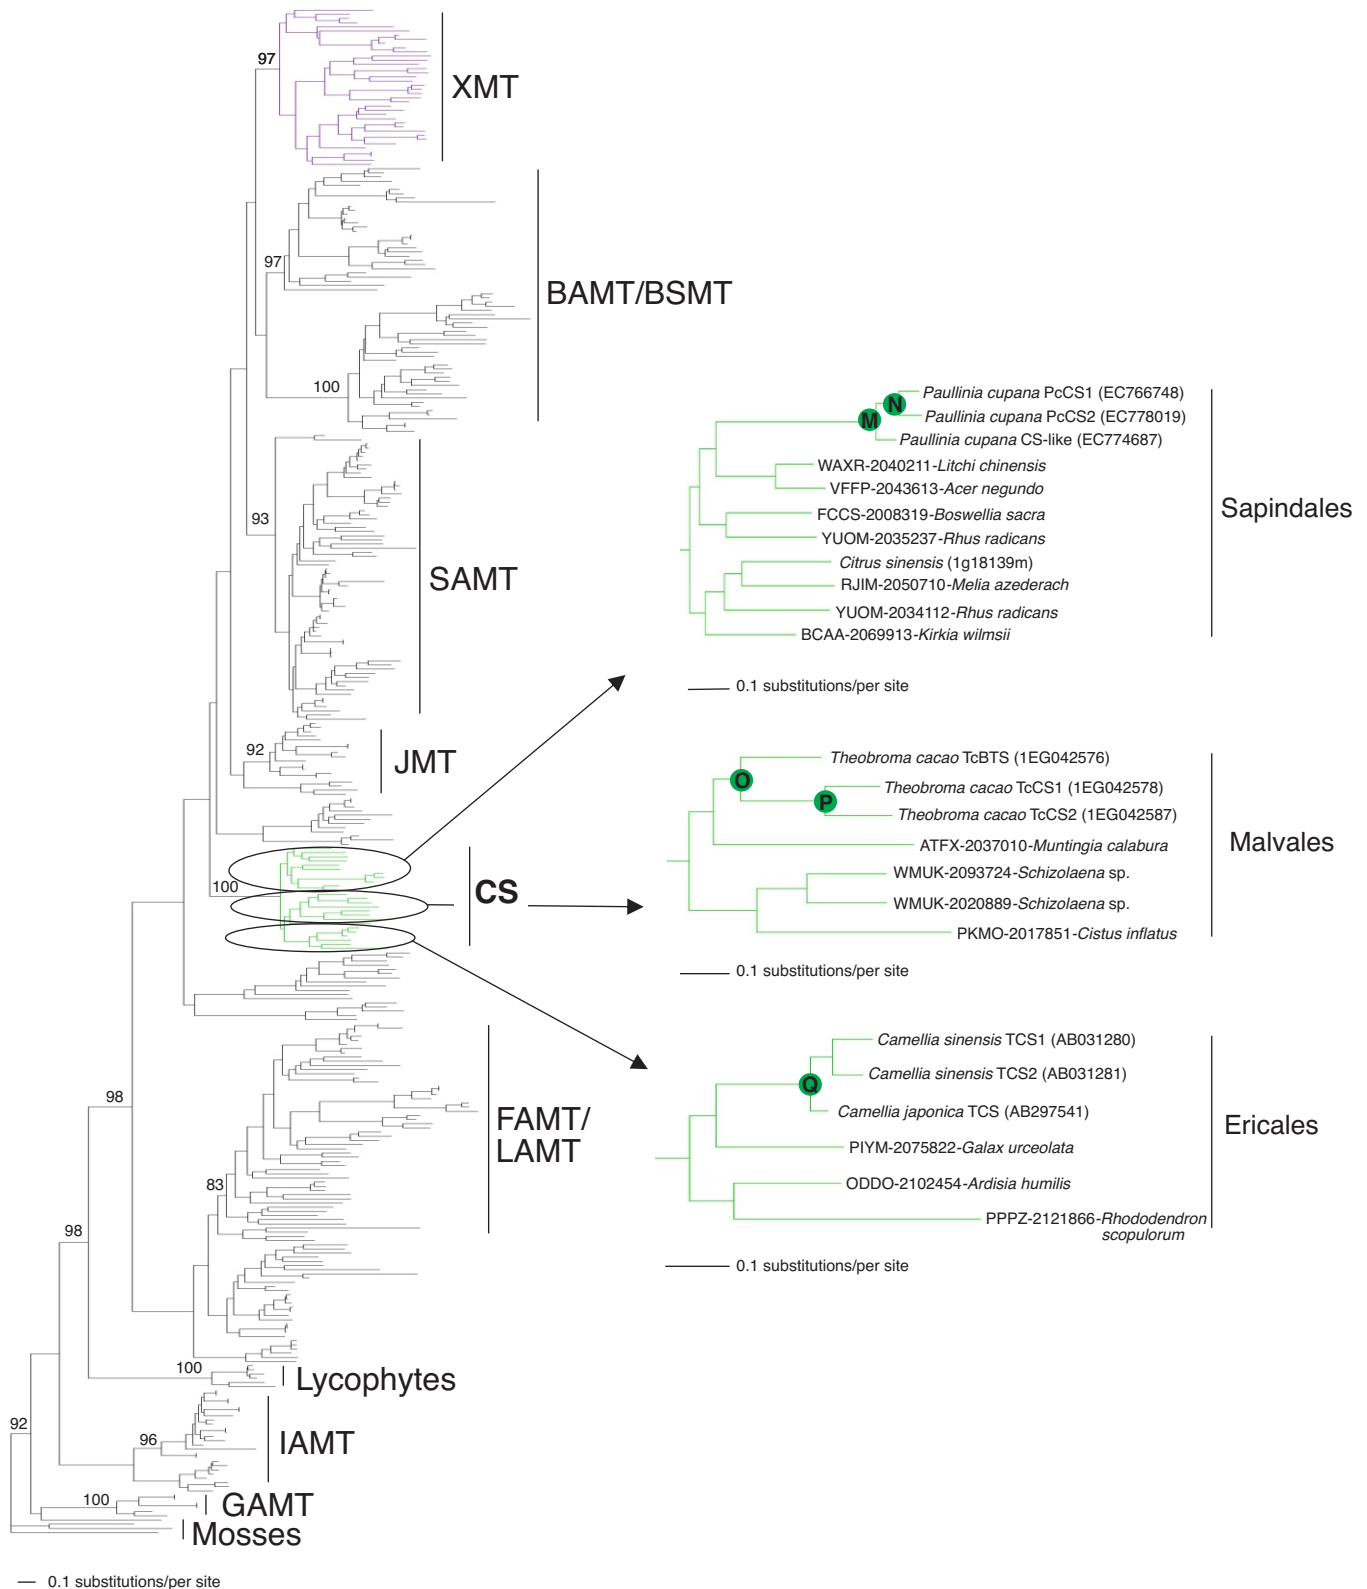 97
XMT
97
BAMT/BSMT
100
93
SAMT
92
JMT
100
CS
98
FAMT/
LAMT
83
98
100
Lycophytes
92
96
IAMT
100
GAMT
Mosses
0.1 substitutions/per site
N
M
Paullinia cupana PcCS1 (EC766748)
Paullinia cupana PcCS2 (EC778019)
Paullinia cupana CS-like (EC774687)
WAXR-2040211-Litchi chinensis
VFFP-2043613-Acer negundo
FCCS-2008319-Boswellia sacra
YUOM-2035237-Rhus radicans
Citrus sinensis (1g18139m)
RJIM-2050710-Melia azederach
YUOM-2034112-Rhus radicans
BCAA-2069913-Kirkia wilmsii
Sapindales
0.1 substitutions/per site
O
P
Theobroma cacao TcBTS (1EG042576)
Theobroma cacao TcCS1 (1EG042578)
Theobroma cacao TcCS2 (1EG042587)
ATFX-2037010-Muntingia calabura
WMUK-2093724-Schizolaena sp.
WMUK-2020889-Schizolaena sp.
PKMO-2017851-Cistus inflatus
Malvales
0.1 substitutions/per site
Q
Camellia sinensis TCS1 (AB031280)
Camellia sinensis TCS2 (AB031281)
Camellia japonica TCS (AB297541)
PIYM-2075822-Galax urceolata
ODDO-2102454-Ardisia humilis
PPPZ-2121866-Rhododendron
scopulorum
Ericales
0.1 substitutions/per site